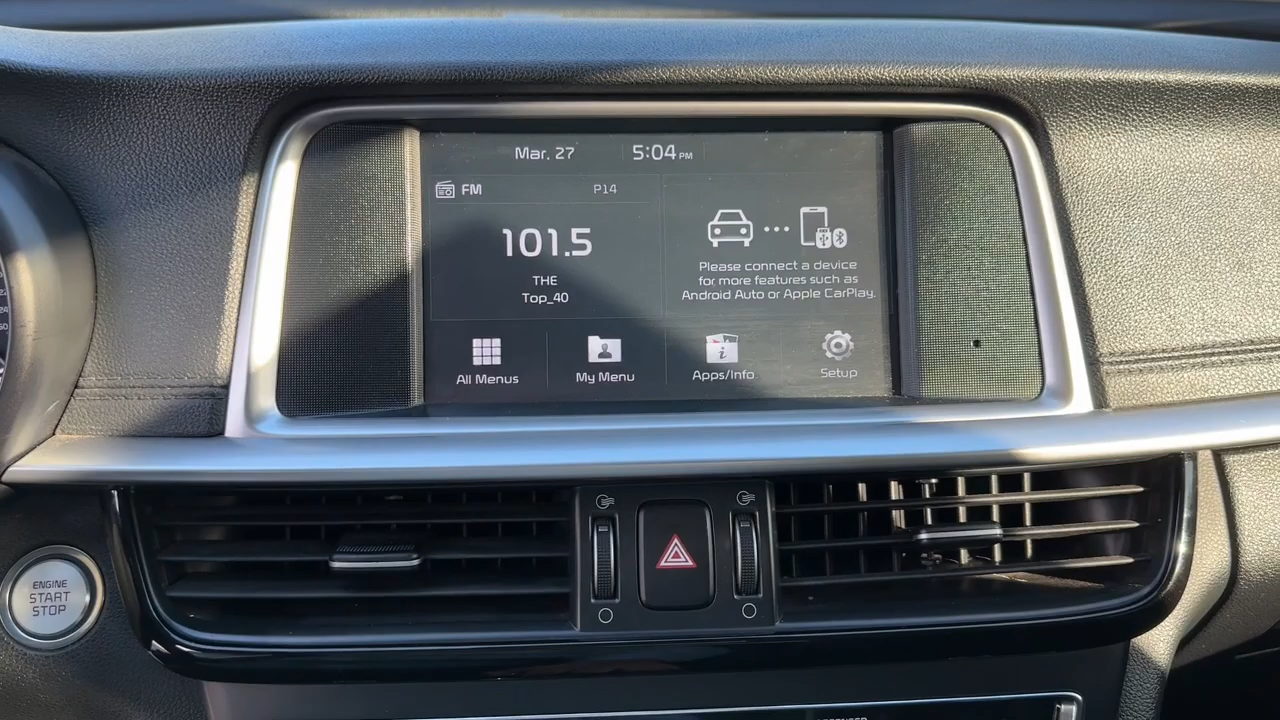 Mar. 27 5:04 PM
FM P14
101.5
THE
Top_40
Please connect a device
for more features such as
Android Auto or Apple CarPlay.
All Menus My Menu Apps/Info Setup
ENGINE
START
STOP